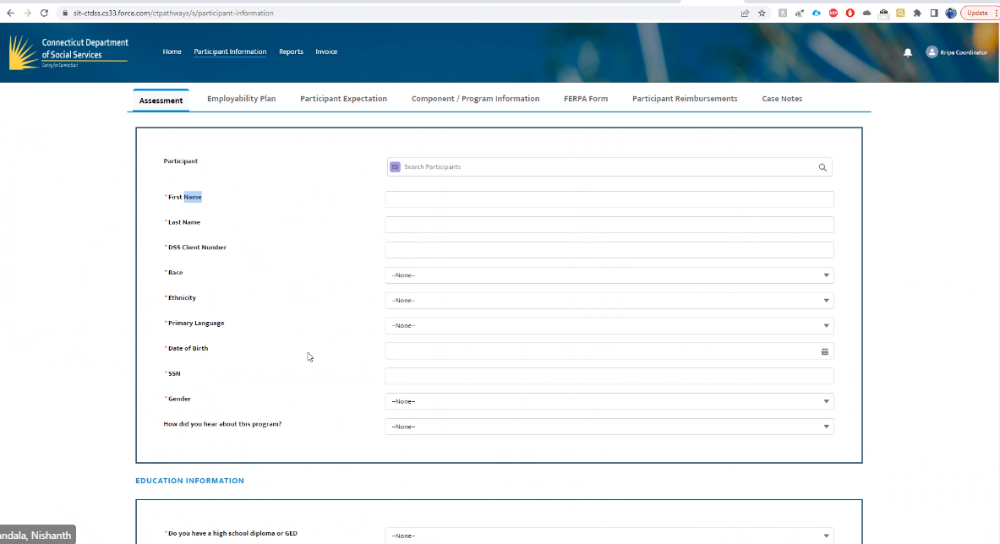 sit-ctdss.cs33.force.com/ctpathways/s/participant-information
Update
Connecticut Department
of Social Services
Caring for Connecticut
Home Participant Information Reports Invoice
Kripa Coordinator
Assessment Employability Plan Participant Expectation Component / Program Information FERPA Form Participant Reimbursements Case Notes
Participant
Search Participants
*First Name
*Last Name
*DSS Client Number
*Race
--None--
*Ethnicity
--None--
*Primary Language
--None--
*Date of Birth
*SSN
*Gender
--None--
How did you hear about this program?
--None--
EDUCATION INFORMATION
*Do you have a high school diploma or GED
--None--
Nishanth